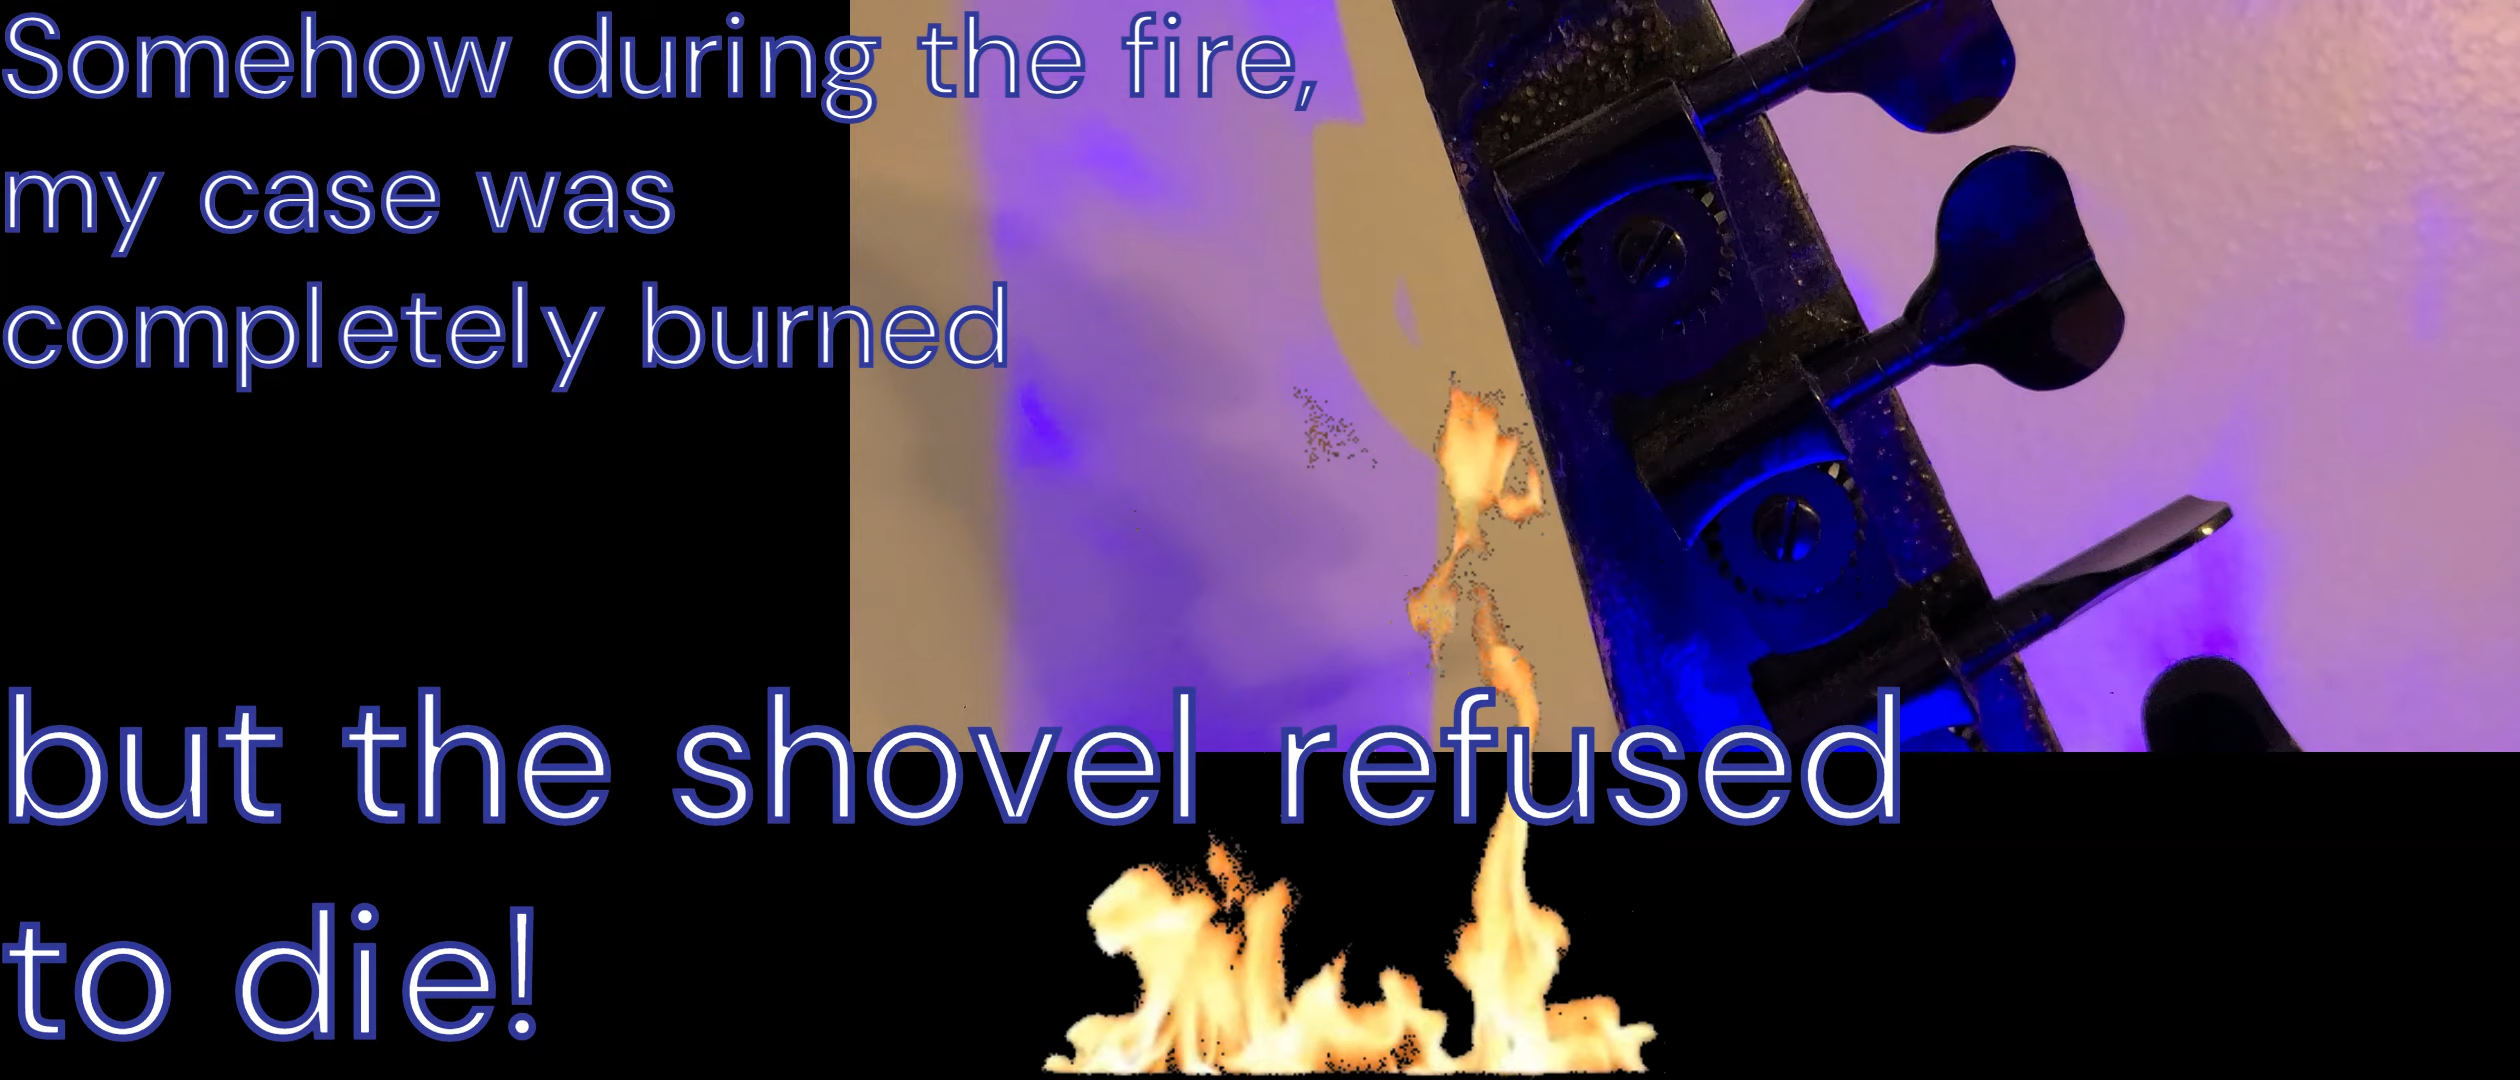 Somehow during the fire,
my case was
completely burned
but the shovel refused
to die!